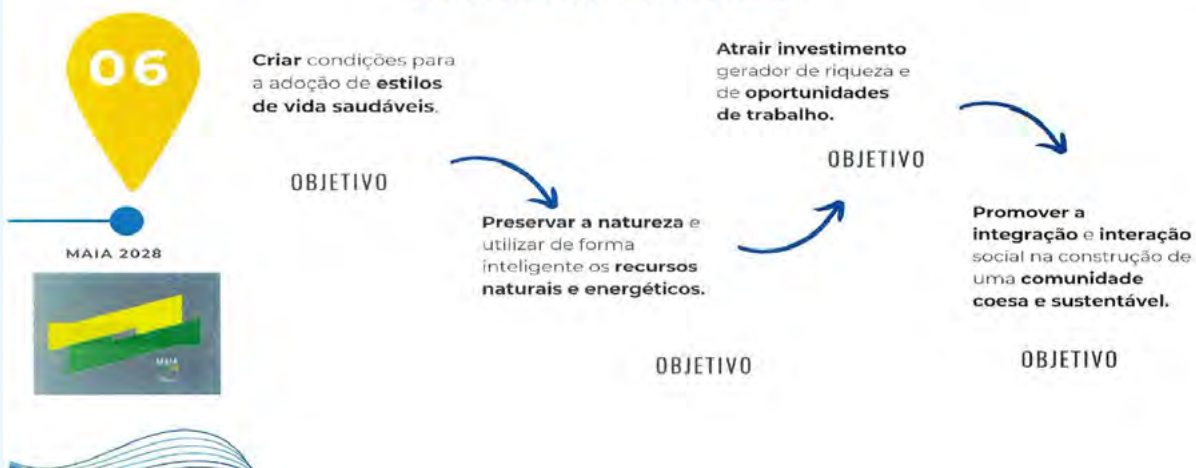 06
MAIA 2028
MAIA
Criar condições para
a adoção de estilos
de vida saudáveis.
OBJETIVO
Preservar a natureza e
utilizar de forma
inteligente os recursos
naturais e energéticos.
OBJETIVO
Atrair investimento
gerador de riqueza e
de oportunidades
de trabalho.
OBJETIVO
Promover a
integração e interação
social na construção de
uma comunidade
coesa e sustentável.
OBJETIVO